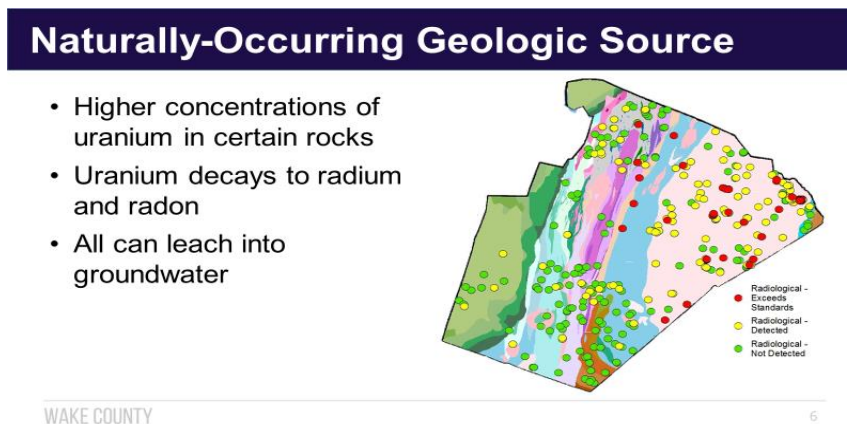 Naturally-Occurring Geologic Source
• Higher concentrations of
uranium in certain rocks
• Uranium decays to radium
and radon
• All can leach into
groundwater
Radiological -
Exceeds
Standards
Radiological -
Detected
Radiological -
Not Detected
WAKE COUNTY
6